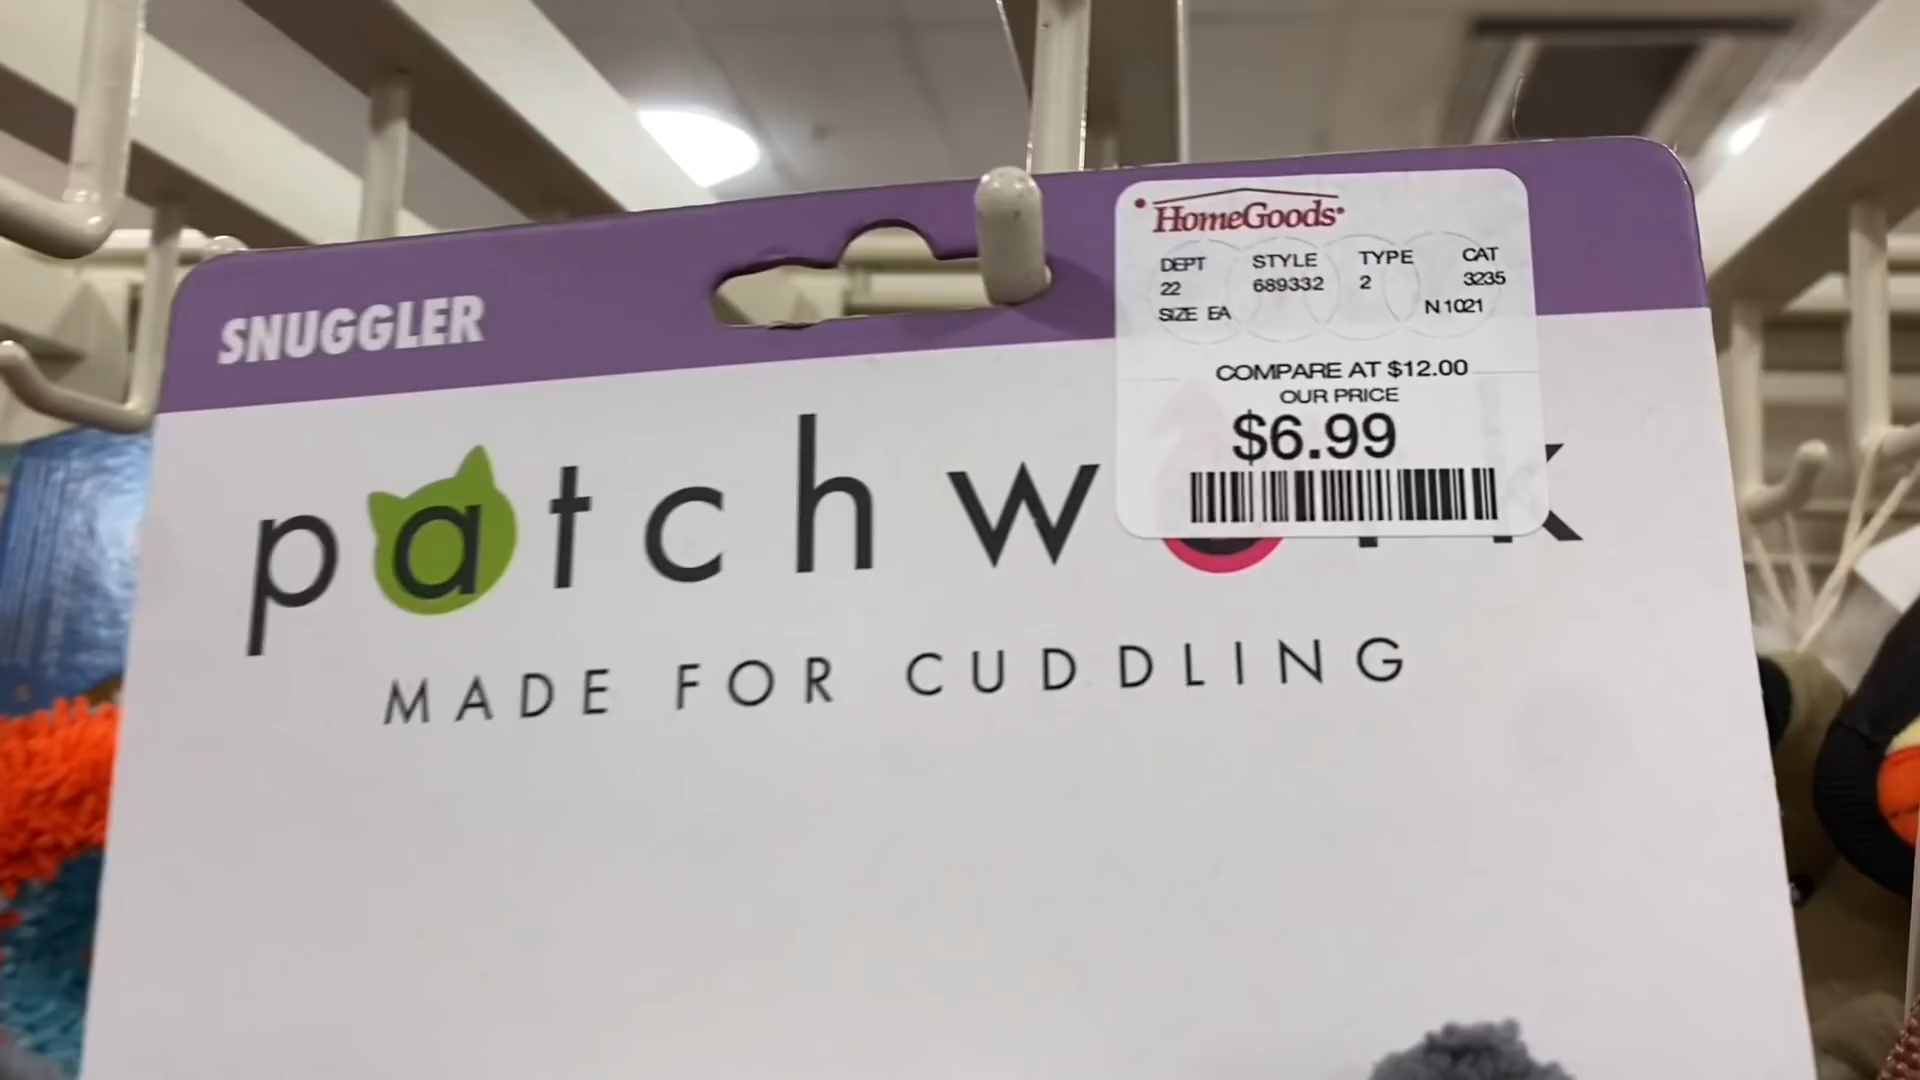 HomeGoods
DEPT STYLE TYPE CAT
22 689332 2 3235
SIZE EA N 1021
COMPARE AT $12.00
OUR PRICE
$6.99
SNUGGLER
patchwork
MADE FOR CUDDLING